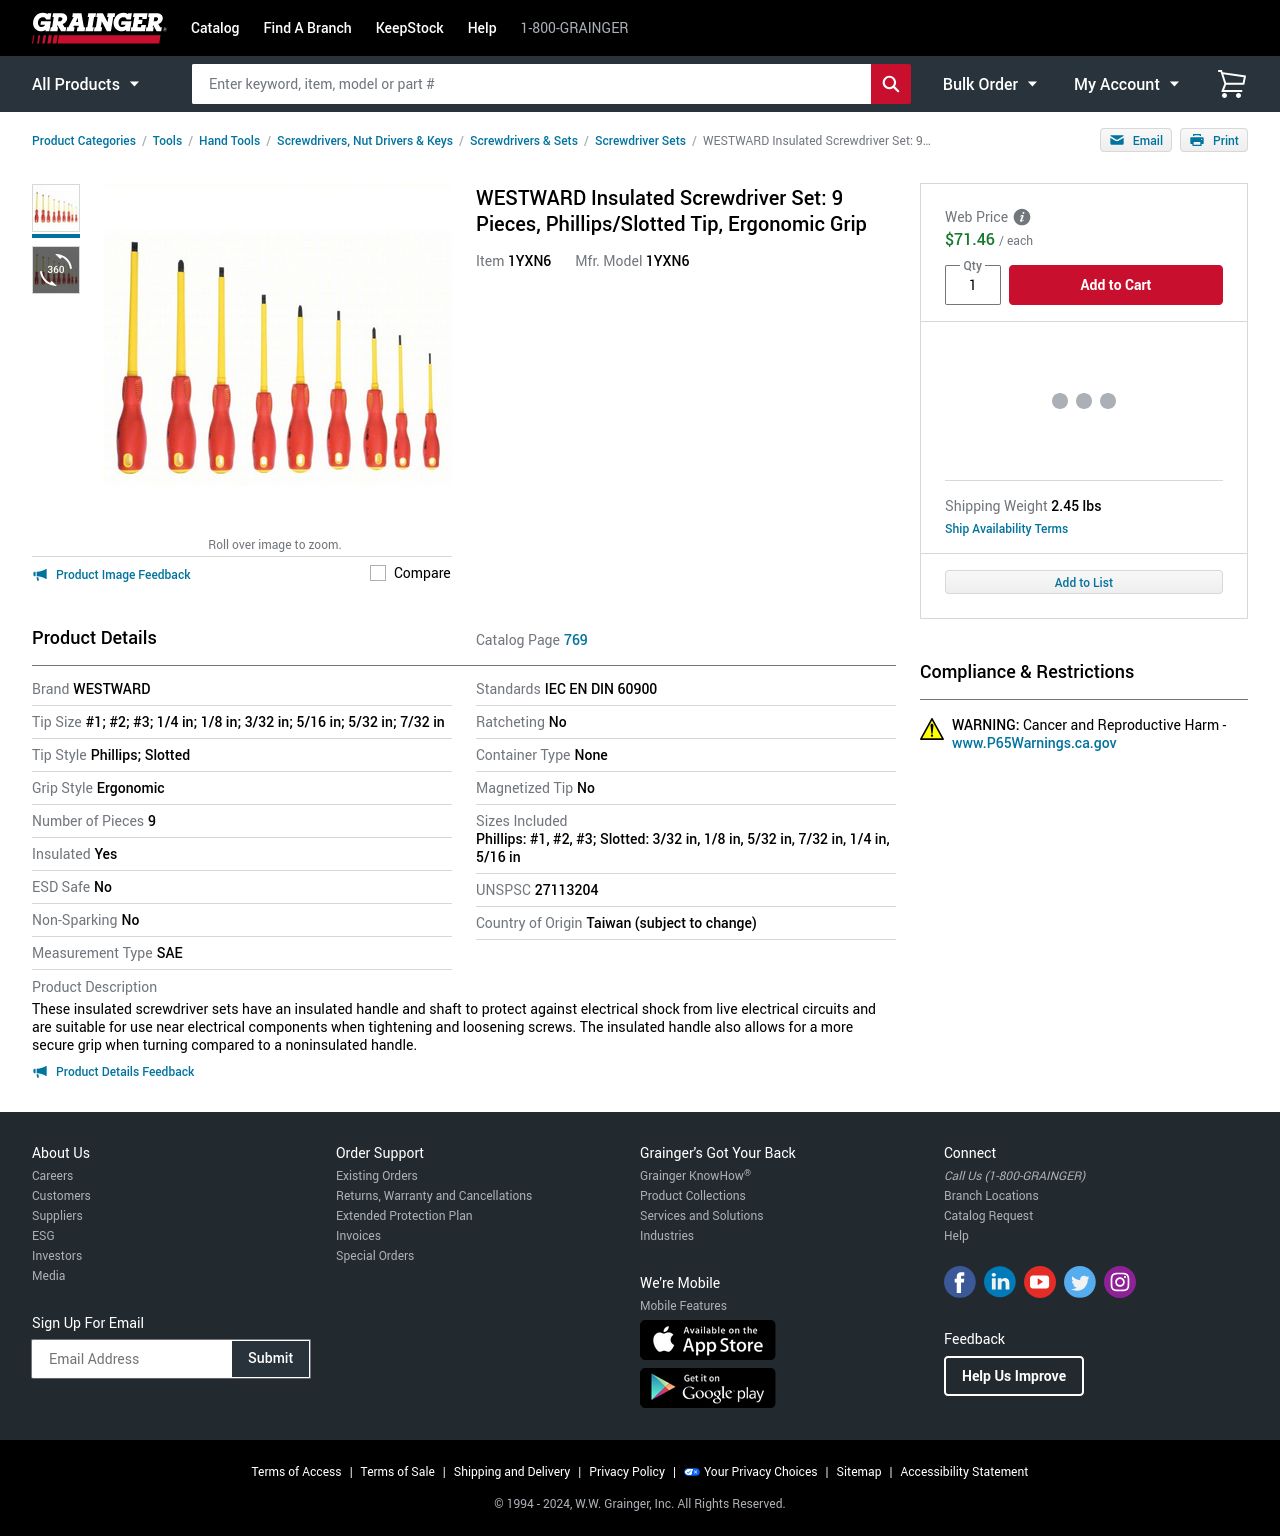 GRAINGER
Catalog
Find A Branch
KeepStock
Help
1-800-GRAINGER
All Products
Enter keyword, item, model or part #
Bulk Order
My Account
Product Categories / Tools / Hand Tools / Screwdrivers, Nut Drivers & Keys / Screwdrivers & Sets / Screwdriver Sets / WESTWARD Insulated Screwdriver Set: 9...
Email
Print
360
Roll over image to zoom.
Product Image Feedback
Compare
WESTWARD Insulated Screwdriver Set: 9
Pieces, Phillips/Slotted Tip, Ergonomic Grip
Item 1YXN6
Mfr. Model 1YXN6
Web Price
$71.46 / each
Qty
1
Add to Cart
Shipping Weight 2.45 lbs
Ship Availability Terms
Add to List
Product Details
Catalog Page 769
Brand WESTWARD
Tip Size #1; #2; #3; 1/4 in; 1/8 in; 3/32 in; 5/16 in; 5/32 in; 7/32 in
Tip Style Phillips; Slotted
Grip Style Ergonomic
Number of Pieces 9
Insulated Yes
ESD Safe No
Non-Sparking No
Measurement Type SAE
Standards IEC EN DIN 60900
Ratcheting No
Container Type None
Magnetized Tip No
Sizes Included
Phillips: #1, #2, #3; Slotted: 3/32 in, 1/8 in, 5/32 in, 7/32 in, 1/4 in,
5/16 in
UNSPSC 27113204
Country of Origin Taiwan (subject to change)
Product Description
These insulated screwdriver sets have an insulated handle and shaft to protect against electrical shock from live electrical circuits and
are suitable for use near electrical components when tightening and loosening screws. The insulated handle also allows for a more
secure grip when turning compared to a noninsulated handle.
Product Details Feedback
Compliance & Restrictions
WARNING: Cancer and Reproductive Harm -
www.P65Warnings.ca.gov
About Us
Careers
Customers
Suppliers
ESG
Investors
Media
Sign Up For Email
Email Address
Submit
Order Support
Existing Orders
Returns, Warranty and Cancellations
Extended Protection Plan
Invoices
Special Orders
Grainger's Got Your Back
Grainger KnowHow®
Product Collections
Services and Solutions
Industries
We're Mobile
Mobile Features
Available on the
App Store
Get it on
Google play
Connect
Call Us (1-800-GRAINGER)
Branch Locations
Catalog Request
Help
Feedback
Help Us Improve
Terms of Access | Terms of Sale | Shipping and Delivery | Privacy Policy | Your Privacy Choices | Sitemap | Accessibility Statement
© 1994 - 2024, W.W. Grainger, Inc. All Rights Reserved.